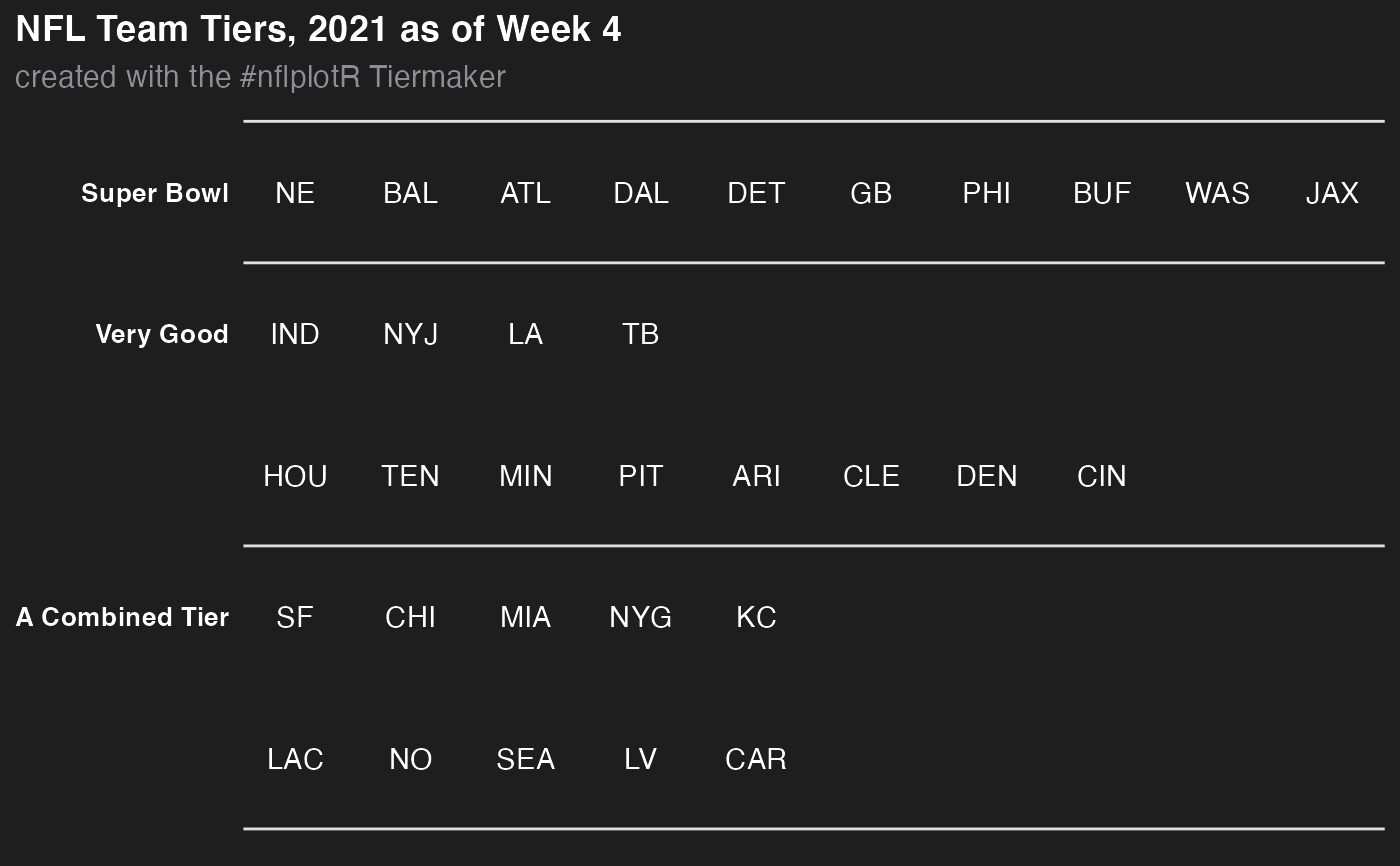 NFL Team Tiers, 2021 as of Week 4
created with the #nflplotR Tiermaker
Super Bowl NE BAL ATL DAL DET GB PHI BUF WAS JAX
Very Good IND NYJ LA TB
HOU TEN MIN PIT ARI CLE DEN CIN
A Combined Tier SF CHI MIA NYG KC
LAC NO SEA LV CAR